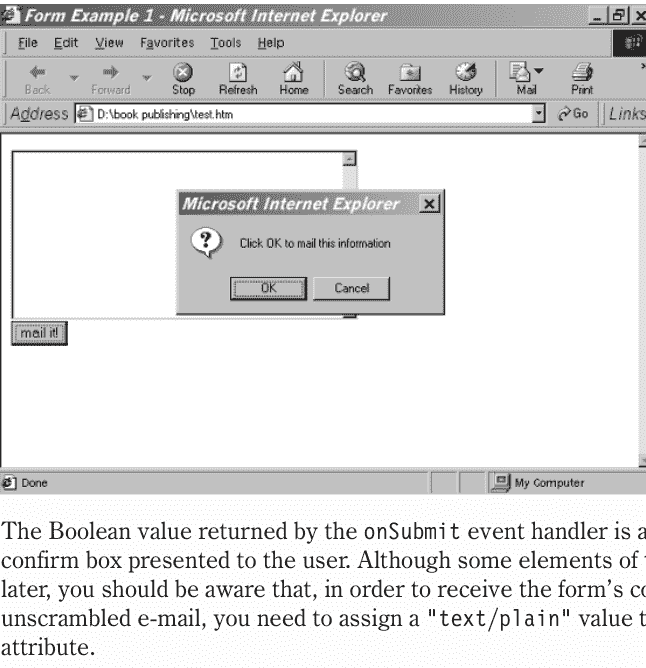 Form Example 1 - Microsoft Internet Explorer
File Edit View Favorites Tools Help
Back Forward Stop Refresh Home Search Favorites History Mail Print
Address D:\book publishing\test.htm Go Links
Microsoft Internet Explorer
Click OK to mail this information
OK Cancel
mail it!
Done My Computer
The Boolean value returned by the onSubmit event handler is a
confirm box presented to the user. Although some elements of
later, you should be aware that, in order to receive the form’s co
unscrambled e-mail, you need to assign a "text/plain" value t
attribute.